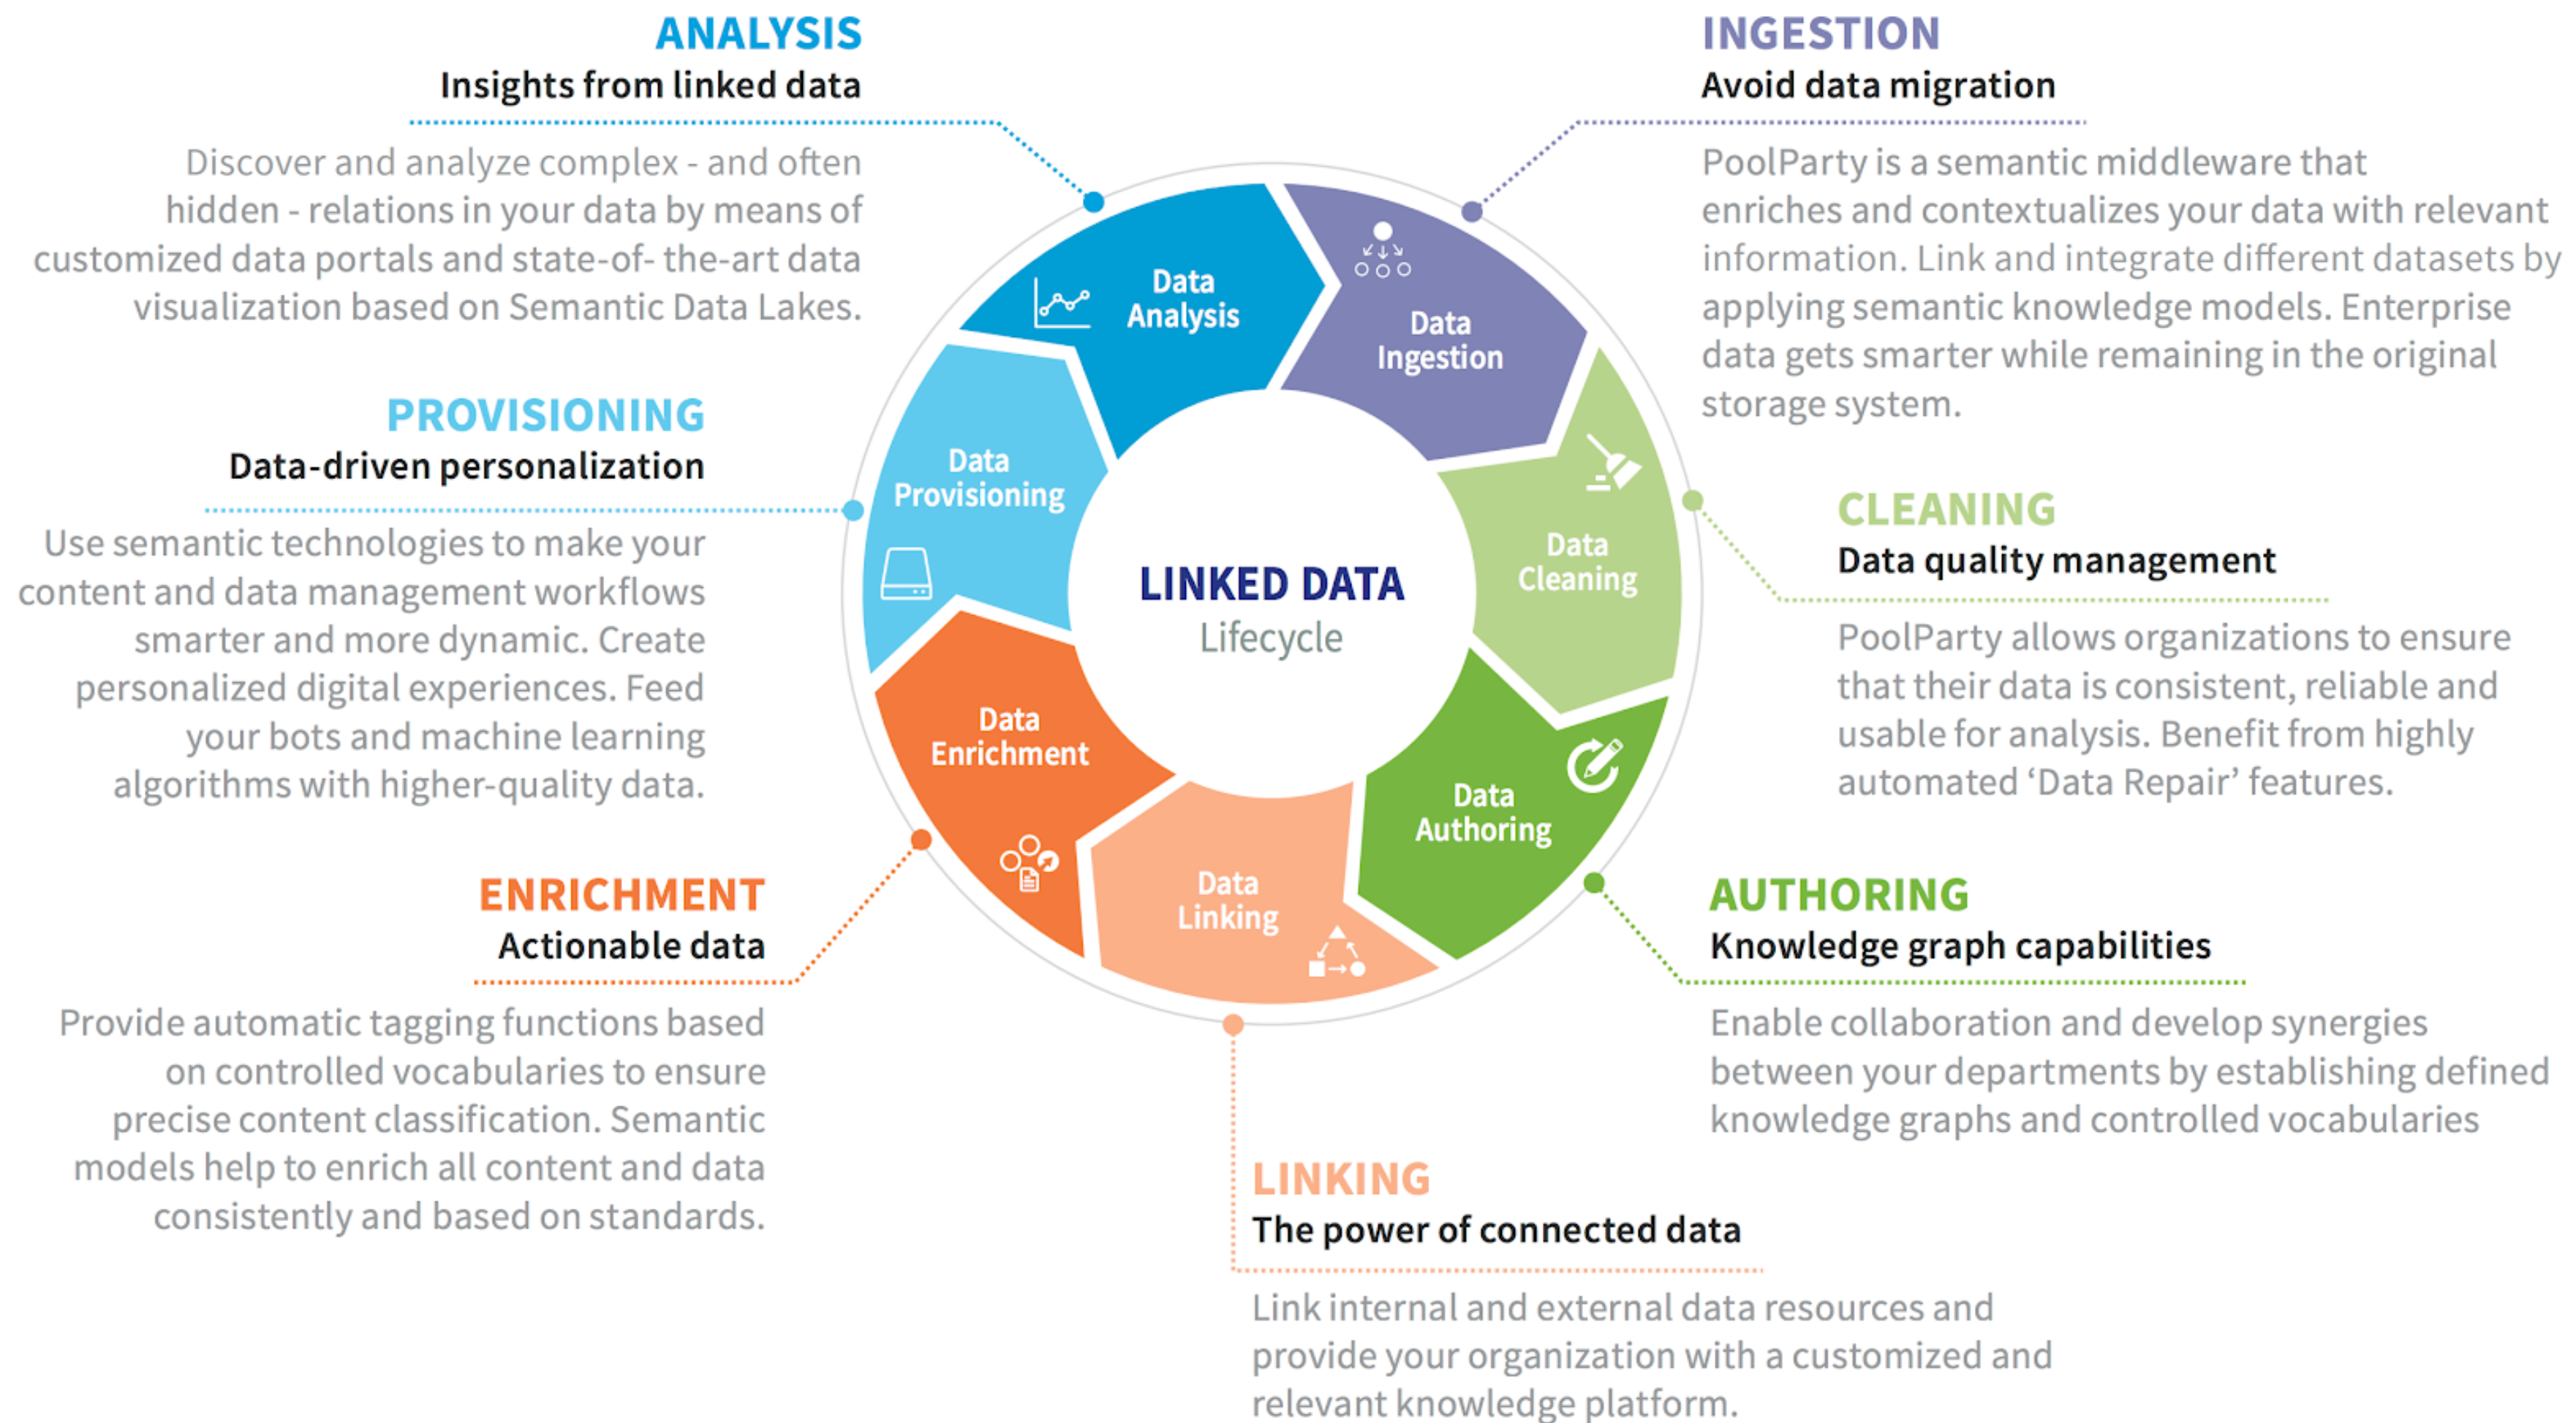 ANALYSIS
Insights from linked data
Discover and analyze complex - and often
hidden - relations in your data by means of
customized data portals and state-of- the-art data
visualization based on Semantic Data Lakes.
PROVISIONING
Data-driven personalization
Use semantic technologies to make your
content and data management workflows
smarter and more dynamic. Create
personalized digital experiences. Feed
your bots and machine learning
algorithms with higher-quality data.
ENRICHMENT
Actionable data
Provide automatic tagging functions based
on controlled vocabularies to ensure
precise content classification. Semantic
models help to enrich all content and data
consistently and based on standards.
Data
Analysis
Data
Ingestion
Data
Provisioning
Data
Cleaning
LINKED DATA
Lifecycle
Data
Enrichment
Data
Authoring
Data
Linking
INGESTION
Avoid data migration
PoolParty is a semantic middleware that
enriches and contextualizes your data with relevant
information. Link and integrate different datasets by
applying semantic knowledge models. Enterprise
data gets smarter while remaining in the original
storage system.
CLEANING
Data quality management
PoolParty allows organizations to ensure
that their data is consistent, reliable and
usable for analysis. Benefit from highly
automated ‘Data Repair’ features.
AUTHORING
Knowledge graph capabilities
Enable collaboration and develop synergies
between your departments by establishing defined
knowledge graphs and controlled vocabularies
LINKING
The power of connected data
Link internal and external data resources and
provide your organization with a customized and
relevant knowledge platform.